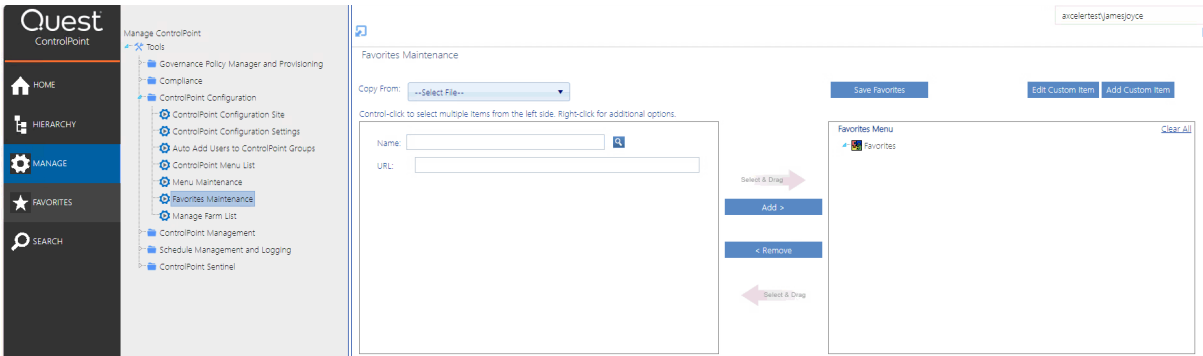 Quest
ControlPoint
HOME
HIERARCHY
MANAGE
FAVORITES
SEARCH
Manage ControlPoint
Tools
Governance Policy Manager and Provisioning
Compliance
ControlPoint Configuration
ControlPoint Configuration Site
ControlPoint Configuration Settings
Auto Add Users to ControlPoint Groups
ControlPoint Menu List
Menu Maintenance
Favorites Maintenance
Manage Farm List
ControlPoint Management
Schedule Management and Logging
ControlPoint Sentinel
axcelertest\jamesjoyce
Favorites Maintenance
Copy From: --Select File--
Save Favorites Edit Custom Item Add Custom Item
Control-click to select multiple items from the left side. Right-click for additional options.
Name:
URL:
Select & Drag
Add >
< Remove
Select & Drag
Favorites Menu Clear All
Favorites